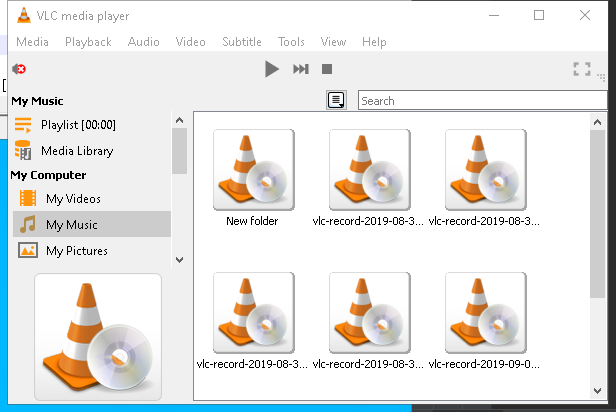 VLC media player
Media Playback Audio Video Subtitle Tools View Help
My Music
Search
Playlist [00:00]
Media Library
My Computer
My Videos
My Music
My Pictures
New folder vlc-record-2019-08-3... vlc-record-2019-08-3...
vlc-record-2019-08-3... vlc-record-2019-08-3... vlc-record-2019-09-0...